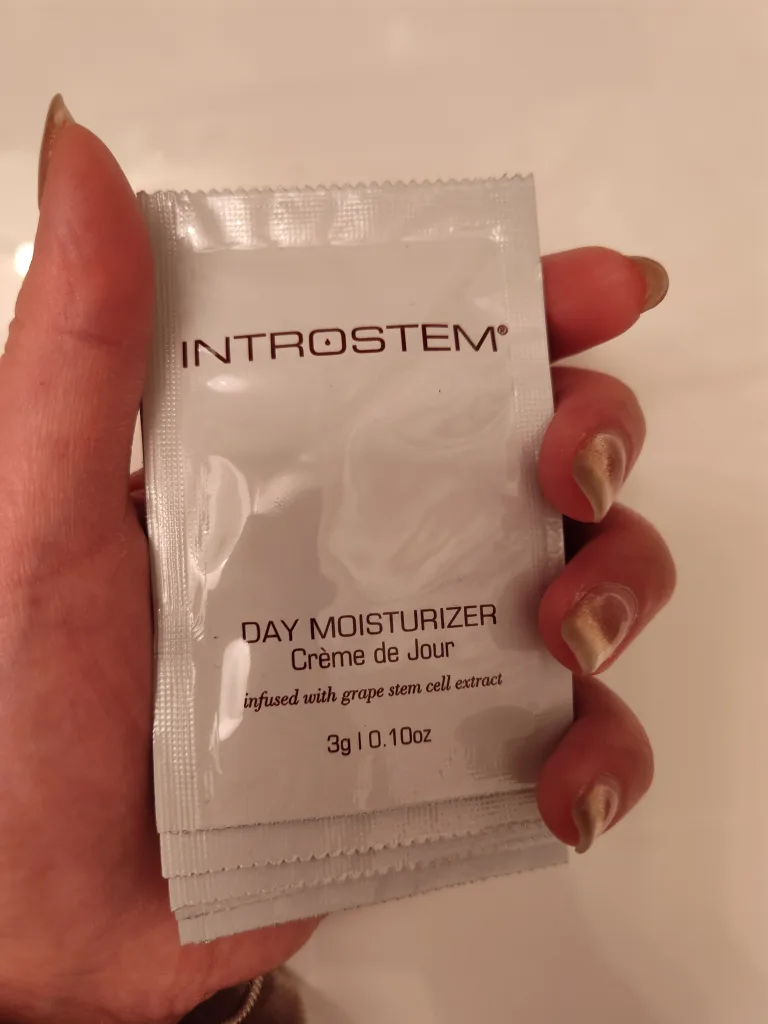 INTROSTEM®
DAY MOISTURIZER
Crème de Jour
infused with grape stem cell extract
3g | 0.10oz